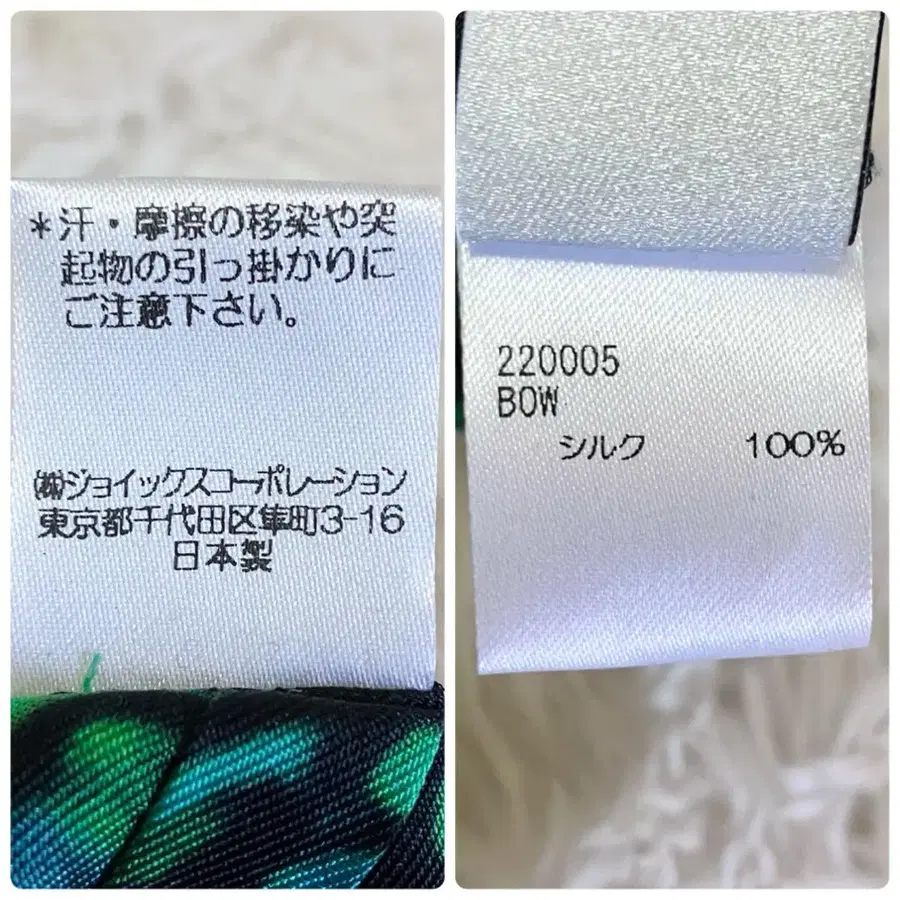 *汗・摩擦の移染や突
起物の引っ掛かりに
ご注意下さい。
㈱ジョイックスコーポレーション
東京都千代田区隼町3-16
日本製
220005
BOW
シルク 100%